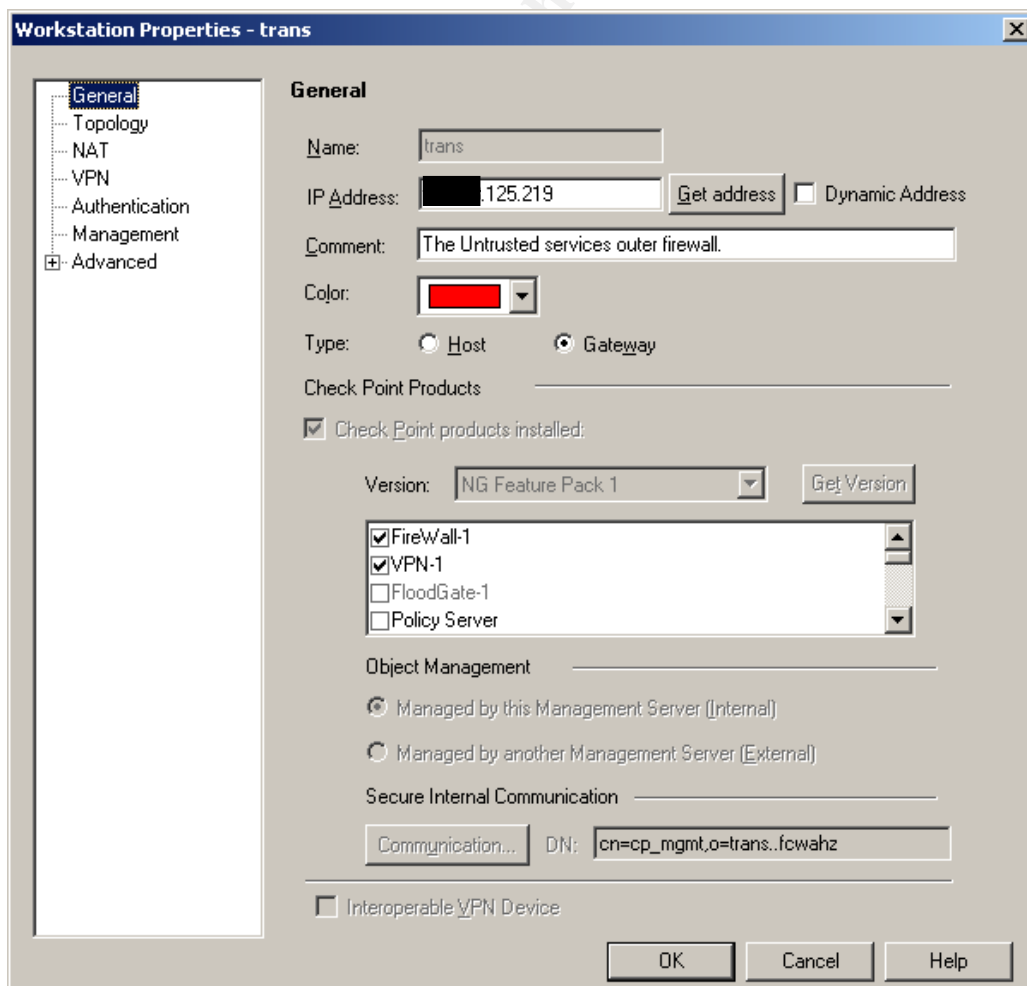 Workstation Properties - trans
General
Topology
NAT
VPN
Authentication
Management
Advanced
General
Name: trans
IP Address: .125.219 Get address Dynamic Address
Comment: The Untrusted services outer firewall.
Color:
Type: Host Gateway
Check Point Products
Check Point products installed:
Version: NG Feature Pack 1 Get Version
FireWall-1
VPN-1
FloodGate-1
Policy Server
Object Management
Managed by this Management Server (Internal)
Managed by another Management Server (External)
Secure Internal Communication
Communication... DN: cn=cp_mgmt,o=trans..fcwahz
Interoperable VPN Device
OK Cancel Help